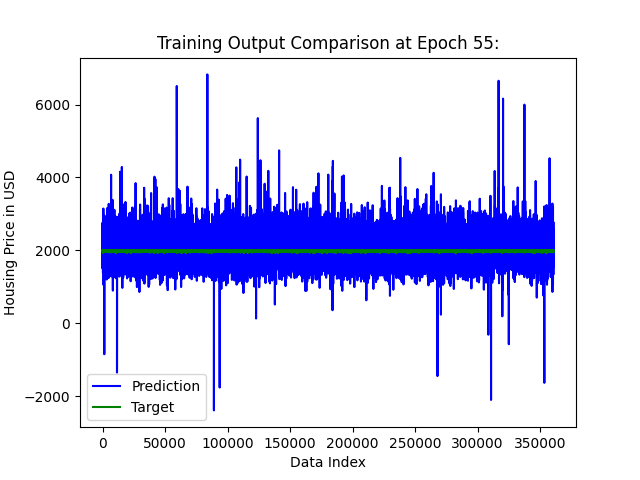 Training Output Comparison at Epoch 55:
Housing Price in USD
6000
4000
2000
0
−2000
Prediction
Target
0 50000 100000 150000 200000 250000 300000 350000
Data Index